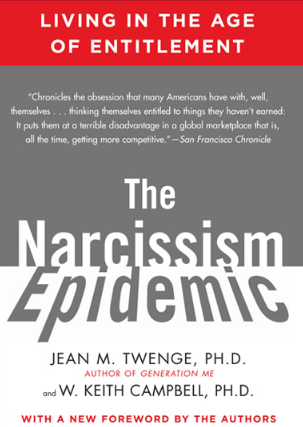 LIVING IN THE AGE
OF ENTITLEMENT
“Chronicles the obsession that many Americans have with, well,
themselves . . . thinking themselves entitled to things they haven’t earned:
It puts them at a terrible disadvantage in a global marketplace that is,
all the time, getting more competitive.” —San Francisco Chronicle
The
Narcissism
Epidemic
JEAN M. TWENGE, PH.D.
AUTHOR OF GENERATION ME
and W. KEITH CAMPBELL, PH.D.
WITH A NEW FOREWORD BY THE AUTHORS